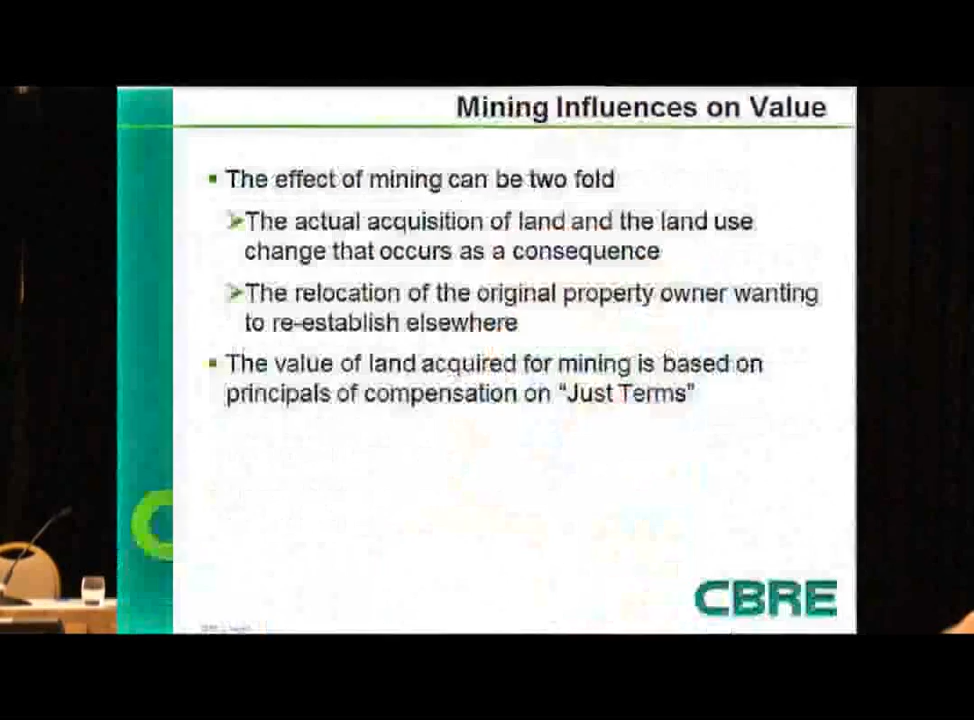 Mining Influences on Value
The effect of mining can be two fold
The actual acquisition of land and the land use
change that occurs as a consequence
The relocation of the original property owner wanting
to re-establish elsewhere
The value of land acquired for mining is based on
principals of compensation on "Just Terms"
CBRE